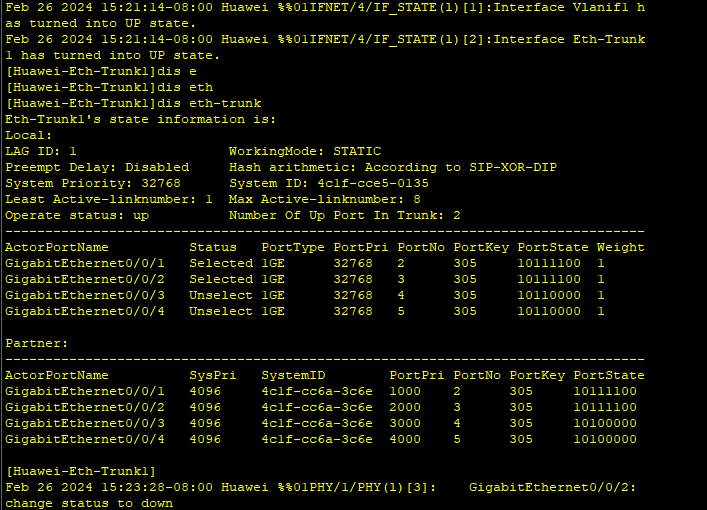 Feb 26 2024 15:21:14-08:00 Huawei %%01IFNET/4/IF_STATE(l)[1]:Interface Vlanif1 h
as turned into UP state.
Feb 26 2024 15:21:14-08:00 Huawei %%01IFNET/4/IF_STATE(l)[2]:Interface Eth-Trunk
1 has turned into UP state.
[Huawei-Eth-Trunk1]dis e
[Huawei-Eth-Trunk1]dis eth
[Huawei-Eth-Trunk1]dis eth-trunk
Eth-Trunk1's state information is:
Local:
LAG ID: 1 WorkingMode: STATIC
Preempt Delay: Disabled Hash arithmetic: According to SIP-XOR-DIP
System Priority: 32768 System ID: 4c1f-cce5-0135
Least Active-linknumber: 1 Max Active-linknumber: 8
Operate status: up Number Of Up Port In Trunk: 2
--------------------------------------------------------------------------------
ActorPortName Status PortType PortPri PortNo PortKey PortState Weight
GigabitEthernet0/0/1 Selected 1GE 32768 2 305 10111100 1
GigabitEthernet0/0/2 Selected 1GE 32768 3 305 10111100 1
GigabitEthernet0/0/3 Unselect 1GE 32768 4 305 10110000 1
GigabitEthernet0/0/4 Unselect 1GE 32768 5 305 10110000 1
Partner:
--------------------------------------------------------------------------------
ActorPortName SysPri SystemID PortPri PortNo PortKey PortState
GigabitEthernet0/0/1 4096 4c1f-cc6a-3c6e 1000 2 305 10111100
GigabitEthernet0/0/2 4096 4c1f-cc6a-3c6e 2000 3 305 10111100
GigabitEthernet0/0/3 4096 4c1f-cc6a-3c6e 3000 4 305 10100000
GigabitEthernet0/0/4 4096 4c1f-cc6a-3c6e 4000 5 305 10100000
[Huawei-Eth-Trunk1]
Feb 26 2024 15:23:28-08:00 Huawei %%01PHY/1/PHY(l)[3]: GigabitEthernet0/0/2:
change status to down